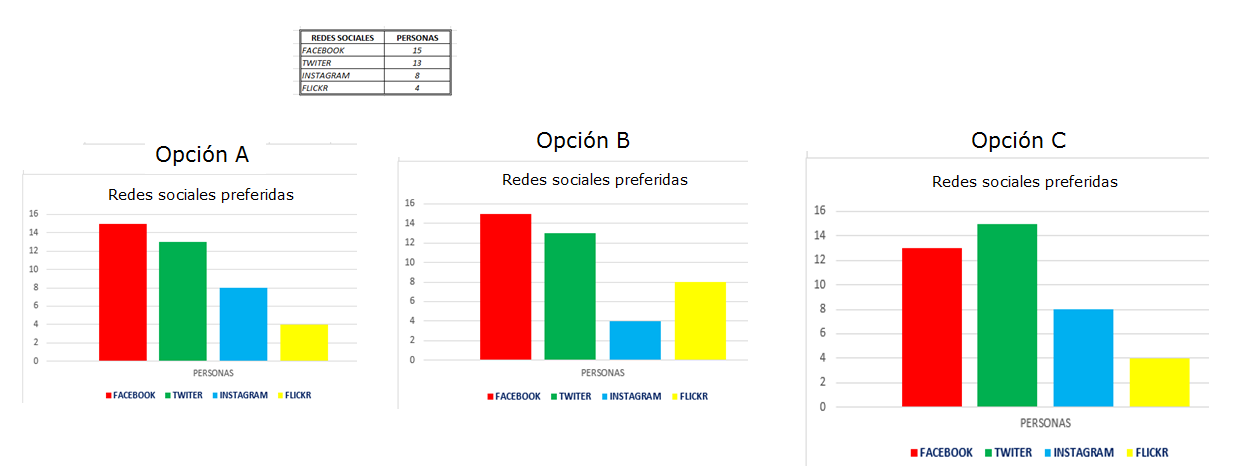 REDES SOCIALES PERSONAS
FACEBOOK 15
TWITER 13
INSTAGRAM 8
FLICKR 4
Opción A
Redes sociales preferidas
16
14
12
10
8
6
4
2
0
PERSONAS
FACEBOOK TWITER INSTAGRAM FLICKR
Opción B
Redes sociales preferidas
16
14
12
10
8
6
4
2
0
PERSONAS
FACEBOOK TWITER INSTAGRAM FLICKR
Opción C
Redes sociales preferidas
16
14
12
10
8
6
4
2
0
PERSONAS
FACEBOOK TWITER INSTAGRAM FLICKR